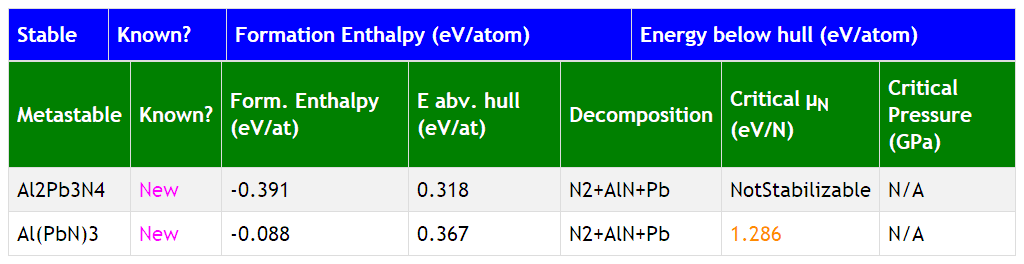 Stable Known? Formation Enthalpy (eV/atom) Energy below hull (eV/atom)
Metastable Known? Form. Enthalpy (eV/at) E abv. hull (eV/at) Decomposition Critical μN (eV/N) Critical Pressure (GPa)
Al2Pb3N4 New -0.391 0.318 N2+AlN+Pb NotStabilizable N/A
Al(PbN)3 New -0.088 0.367 N2+AlN+Pb 1.286 N/A